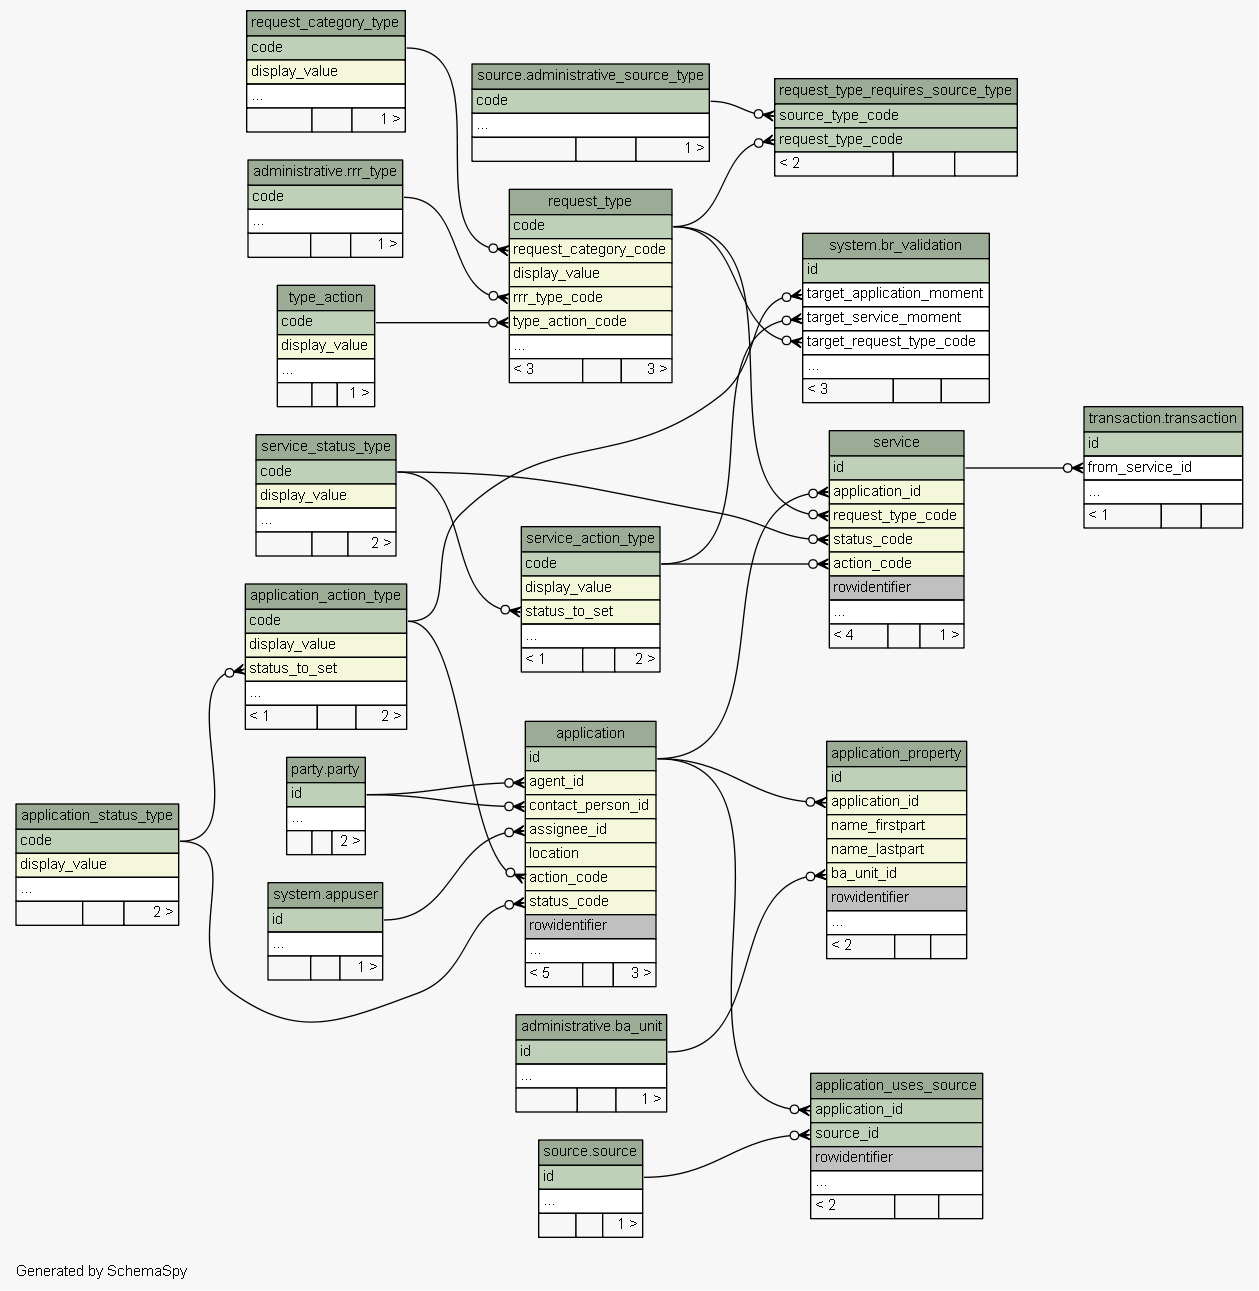 request_category_type
code
display_value
...
1 >
source.administrative_source_type
code
...
1 >
request_type_requires_source_type
source_type_code
request_type_code
< 2
administrative.rrr_type
code
...
1 >
request_type
code
request_category_code
display_value
rrr_type_code
type_action_code
...
< 3 3 >
system.br_validation
id
target_application_moment
target_service_moment
target_request_type_code
...
< 3
type_action
code
display_value
...
1 >
transaction.transaction
id
from_service_id
...
< 1
service_status_type
code
display_value
...
2 >
service
id
application_id
request_type_code
status_code
action_code
rowidentifier
...
< 4 1 >
service_action_type
code
display_value
status_to_set
...
< 1 2 >
application_action_type
code
display_value
status_to_set
...
< 1 2 >
application
id
agent_id
contact_person_id
assignee_id
location
action_code
status_code
rowidentifier
...
< 5 3 >
application_property
id
application_id
name_firstpart
name_lastpart
ba_unit_id
rowidentifier
...
< 2
party.party
id
...
2 >
application_status_type
code
display_value
...
2 >
system.appuser
id
...
1 >
administrative.ba_unit
id
...
1 >
application_uses_source
application_id
source_id
rowidentifier
...
< 2
source.source
id
...
1 >
Generated by SchemaSpy